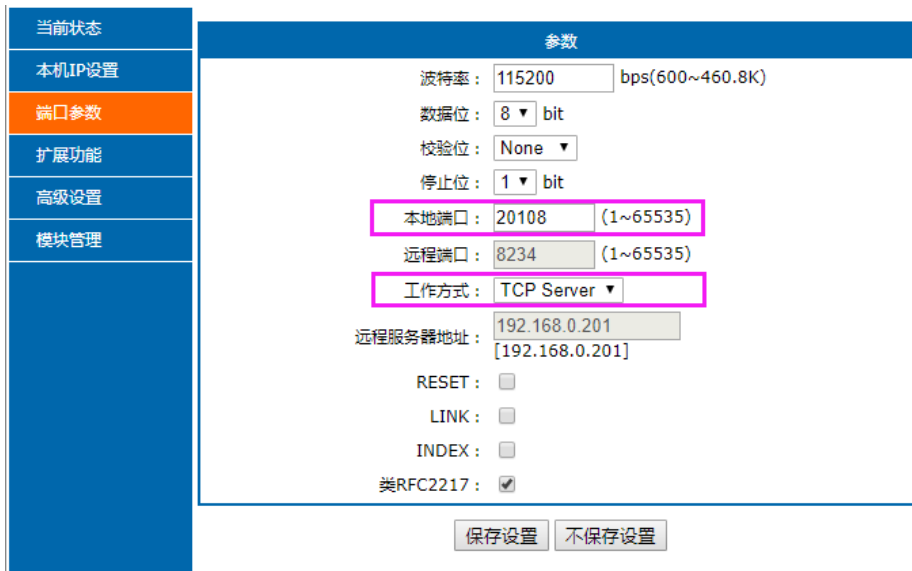 当前状态
本机IP设置
端口参数
扩展功能
高级设置
模块管理
参数
波特率： 115200 bps(600~460.8K)
数据位： 8 bit
校验位： None
停止位： 1 bit
本地端口： 20108 (1~65535)
远程端口： 8234 (1~65535)
工作方式： TCP Server
远程服务器地址： 192.168.0.201
[192.168.0.201]
RESET：
LINK：
INDEX：
类RFC2217：
保存设置 不保存设置